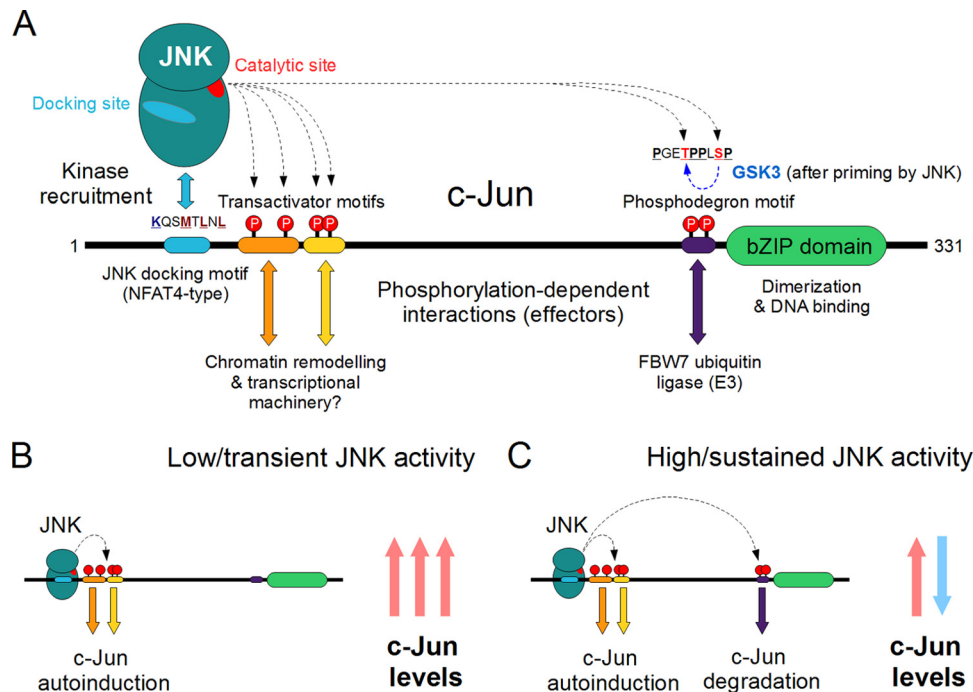 A
JNK
Catalytic site
Docking site
Kinase
recruitment
KQSMTLNL
Transactivator motifs
c-Jun
PGETPPLSP
GSK3 (after priming by JNK)
Phosphodegron motif
P P P P P P
1
bZIP domain
331
JNK docking motif
(NFAT4-type)
Phosphorylation-dependent
interactions (effectors)
Dimerization
& DNA binding
Chromatin remodelling
& transcriptional
machinery?
FBW7 ubiquitin
ligase (E3)
B
Low/transient JNK activity
JNK
c-Jun
autoinduction
c-Jun
levels
C
High/sustained JNK activity
JNK
c-Jun
autoinduction
c-Jun
degradation
c-Jun
levels